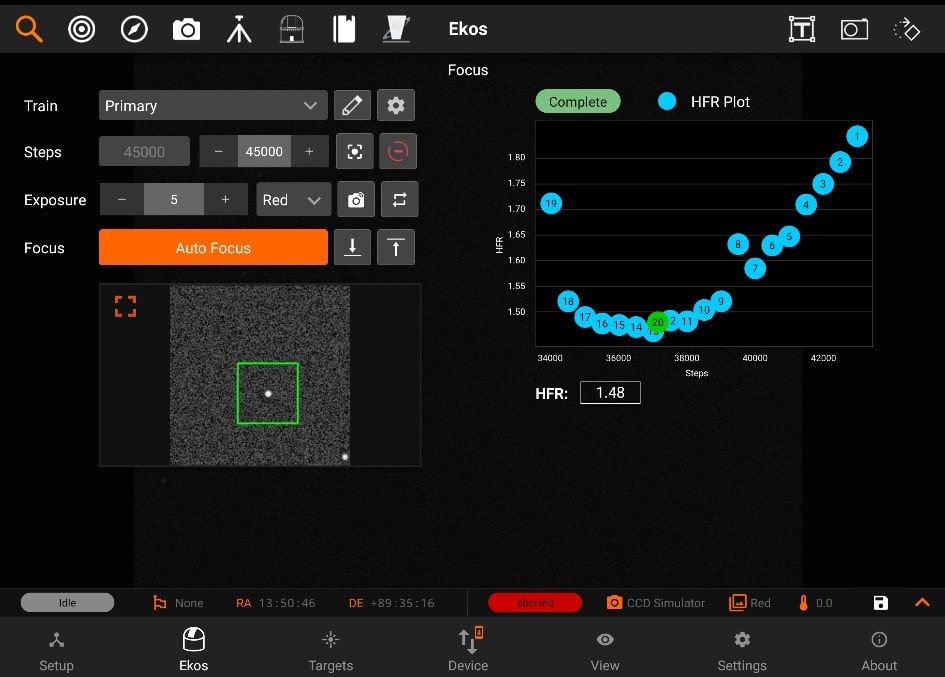 Ekos
Focus
Train Primary
Steps 45000 − 45000 +
Exposure − 5 + Red
Focus Auto Focus
Complete HFR Plot
HFR
1.80
1.75
1.70
1.65
1.60
1.55
1.50
1
2
3
4
5
6
7
8
9
10
11
2
20
14
15
16
17
18
19
34000 36000 38000 40000 42000
Steps
HFR: 1.48
Idle None RA 13:50:46 DE +89:35:16 aborted CCD Simulator Red 0.0
Setup Ekos Targets Device View Settings About